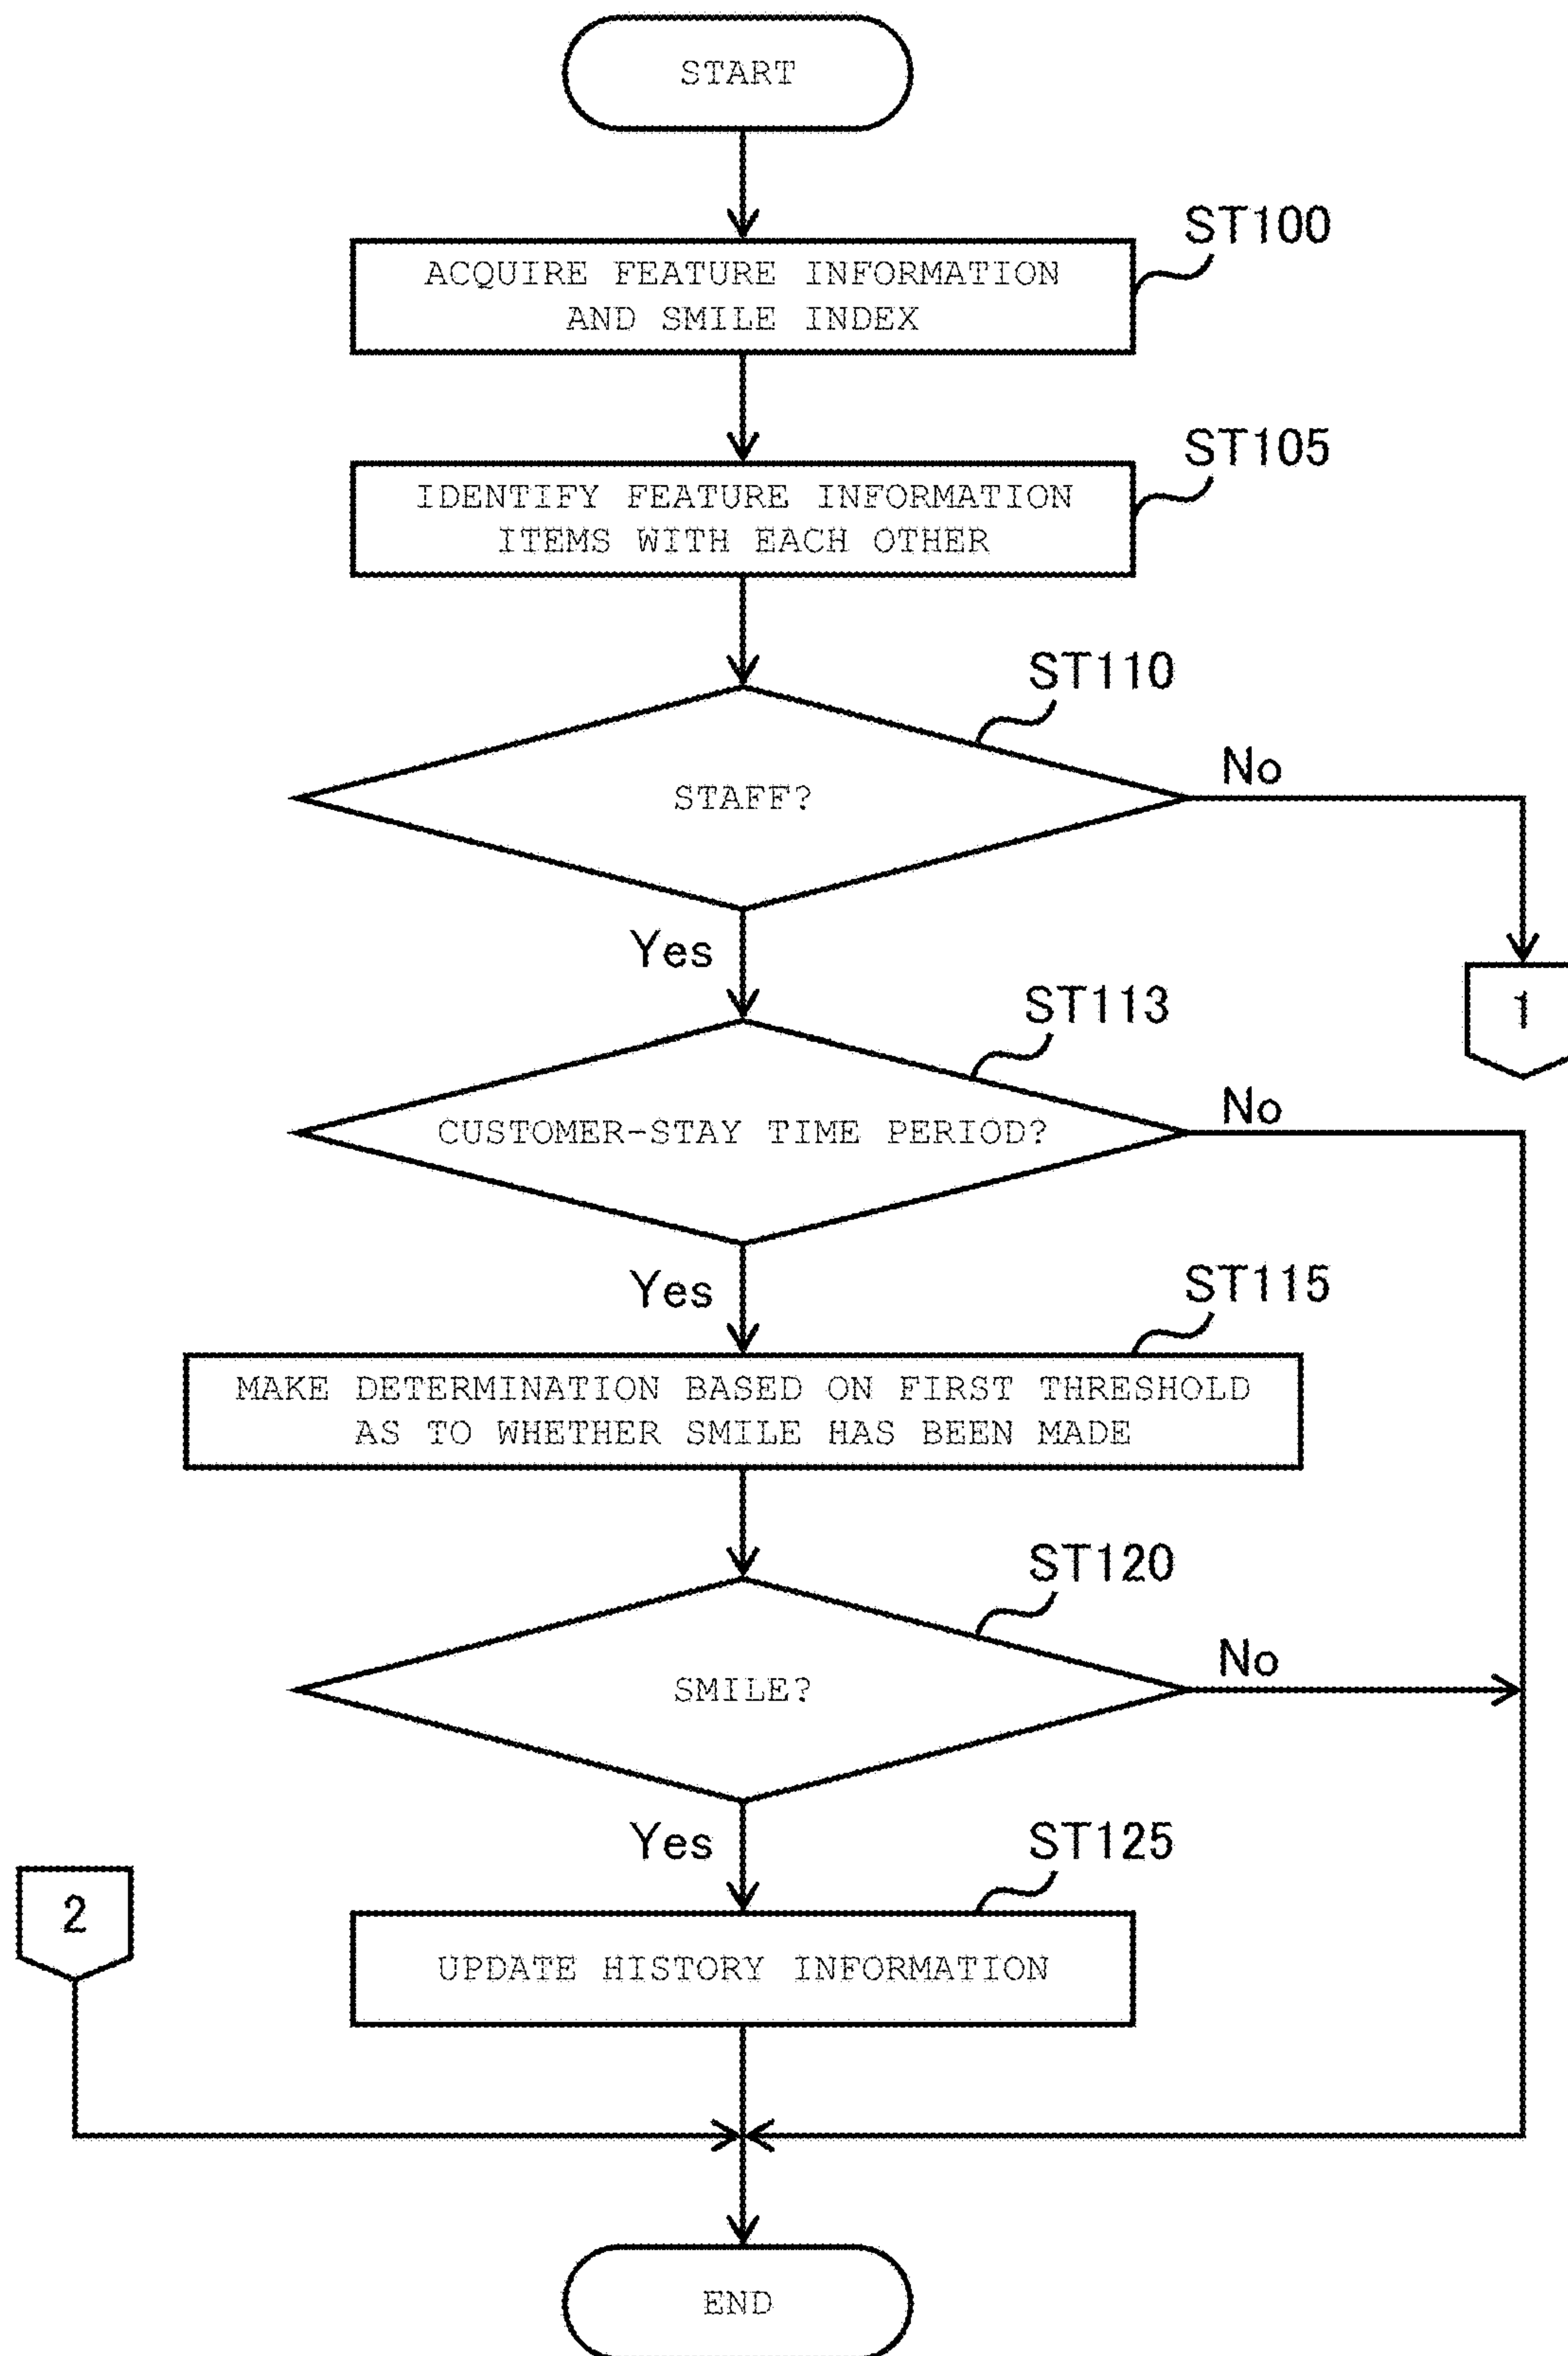 START
ST100
ACQUIRE FEATURE INFORMATION
AND SMILE INDEX
ST105
IDENTIFY FEATURE INFORMATION
ITEMS WITH EACH OTHER
ST110
STAFF?
No
Yes
1
ST113
CUSTOMER-STAY TIME PERIOD?
No
Yes
ST115
MAKE DETERMINATION BASED ON FIRST THRESHOLD
AS TO WHETHER SMILE HAS BEEN MADE
ST120
SMILE?
No
Yes
ST125
2
UPDATE HISTORY INFORMATION
END